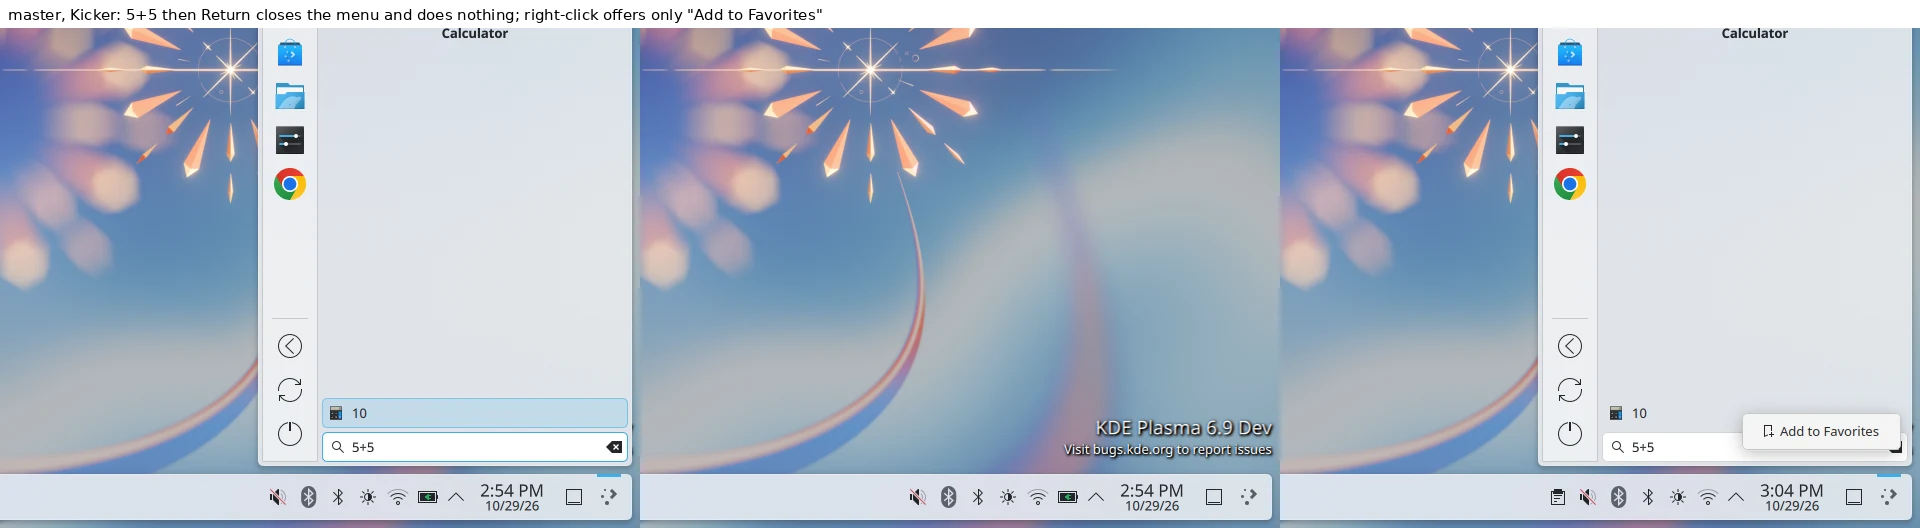 master, Kicker: 5+5 then Return closes the menu and does nothing; right-click offers only "Add to Favorites"
Calculator
10
5+5
2:54 PM
10/29/26
KDE Plasma 6.9 Dev
Visit bugs.kde.org to report issues
2:54 PM
10/29/26
Calculator
10
Add to Favorites
5+5
3:04 PM
10/29/26